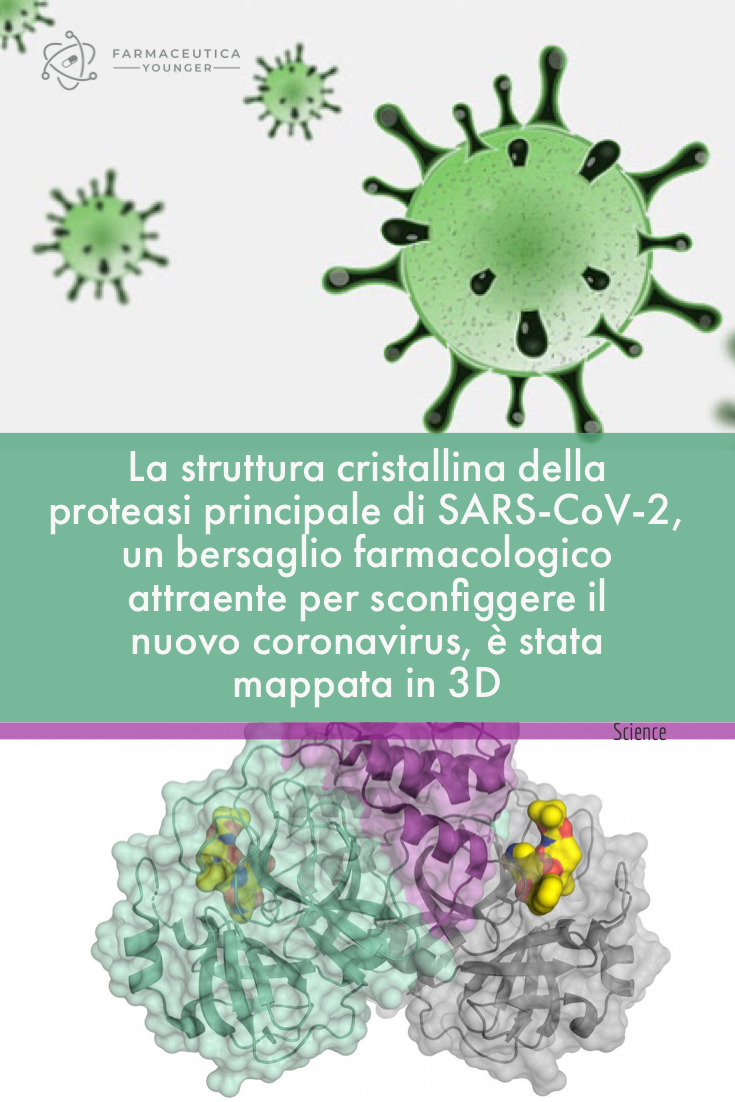 FARMACEUTICA
YOUNGER
La struttura cristallina della
proteasi principale di SARS-CoV-2,
un bersaglio farmacologico
attraente per sconfiggere il
nuovo coronavirus, è stata
mappata in 3D
Science